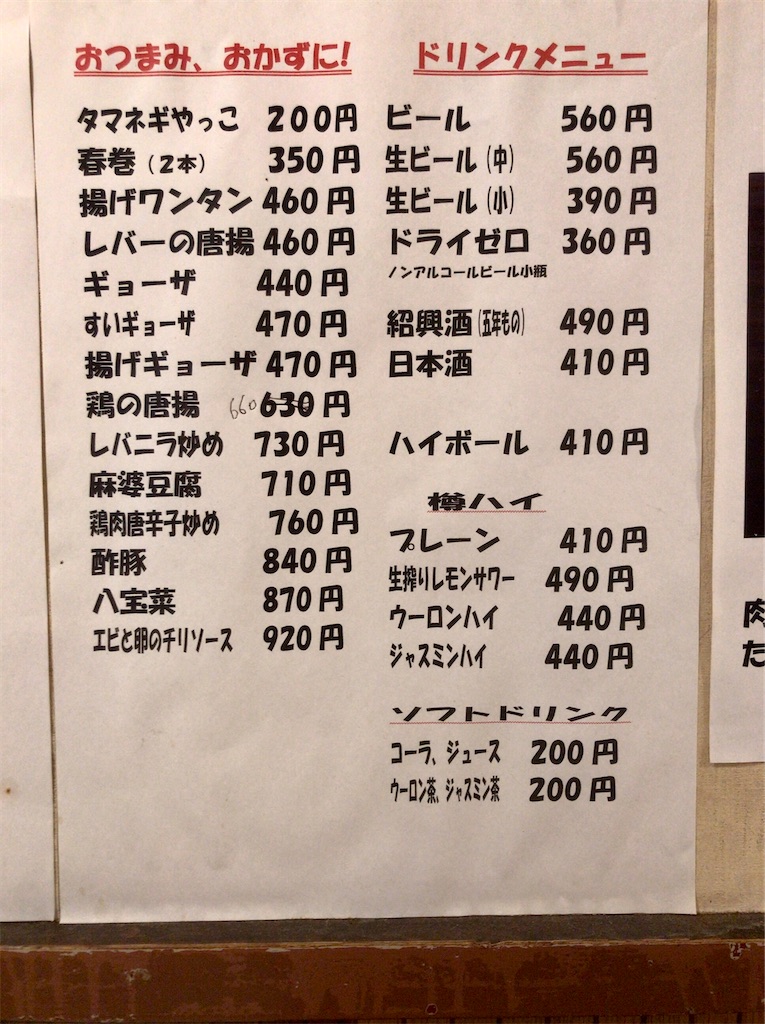 おつまみ、おかずに!
タマネギやっこ 200円
春巻(2本) 350円
揚げワンタン 460円
レバーの唐揚 460円
ギョーザ 440円
すいギョーザ 470円
揚げギョーザ 470円
鶏の唐揚 660 630円
レバニラ炒め 730円
麻婆豆腐 710円
鶏肉唐辛子炒め 760円
酢豚 840円
八宝菜 870円
エビと卵のチリソース 920円
ドリンクメニュー
ビール 560円
生ビール(中) 560円
生ビール(小) 390円
ドライゼロ 360円
ノンアルコールビール小瓶
紹興酒(五年もの) 490円
日本酒 410円
ハイボール 410円
樽ハイ
プレーン 410円
生搾りレモンサワー 490円
ウーロンハイ 440円
ジャスミンハイ 440円
ソフトドリンク
コーラ、ジュース 200円
ウーロン茶、ジャスミン茶 200円
肉
た